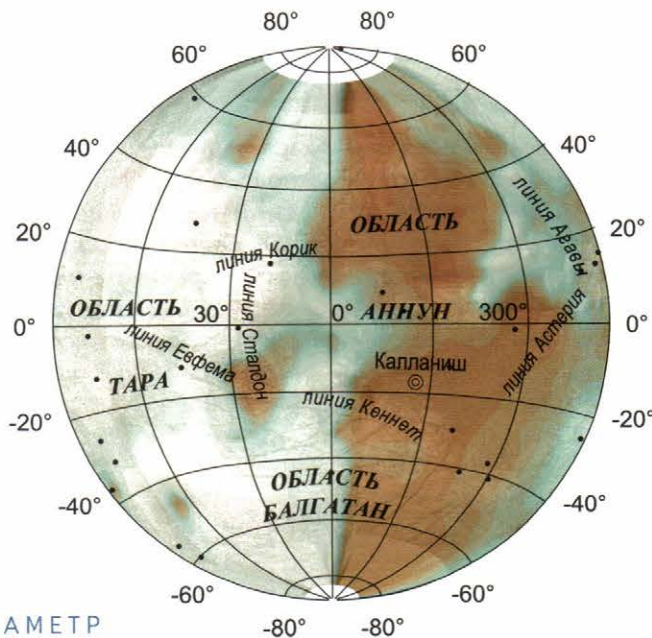 80° 80°
60° 60°
40° 40°
линия Агавы
20° ОБЛАСТЬ 20°
линия Корик
ОБЛАСТЬ 30° 0° АННУН 300°
0° 0°
линия Сталдон
линия Евфема
линия Астерия
Калланиш
ТАРА
линия Кеннет
-20° -20°
ОБЛАСТЬ
БАЛГАТАН
-40° -40°
-60° -60°
-80° -80°
АМЕТР